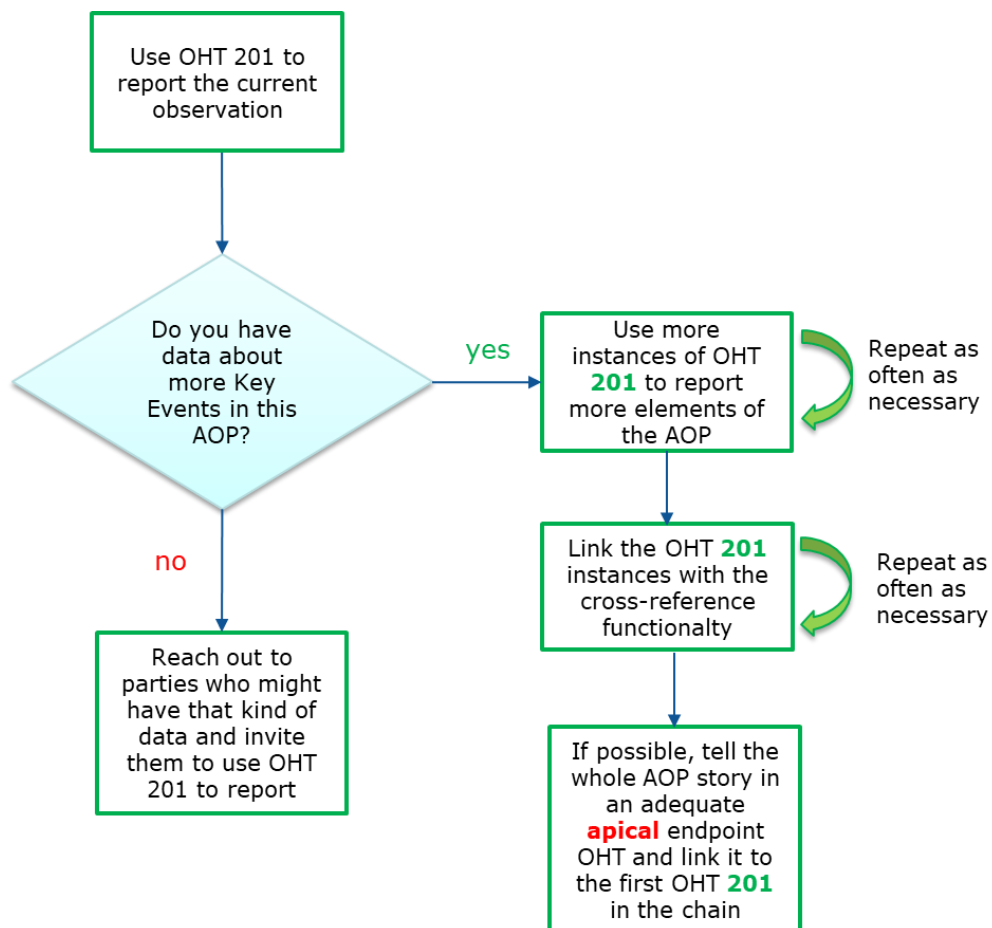 Use OHT 201 to
report the current
observation
Do you have
data about
more Key
Events in this
AOP?
yes
Use more
instances of OHT
201 to report
more elements of
the AOP
Repeat as
often as
necessary
no
Link the OHT 201
instances with the
cross-reference
functionalty
Repeat as
often as
necessary
Reach out to
parties who might
have that kind of
data and invite
them to use OHT
201 to report
If possible, tell the
whole AOP story in
an adequate
apical endpoint
OHT and link it to
the first OHT 201
in the chain